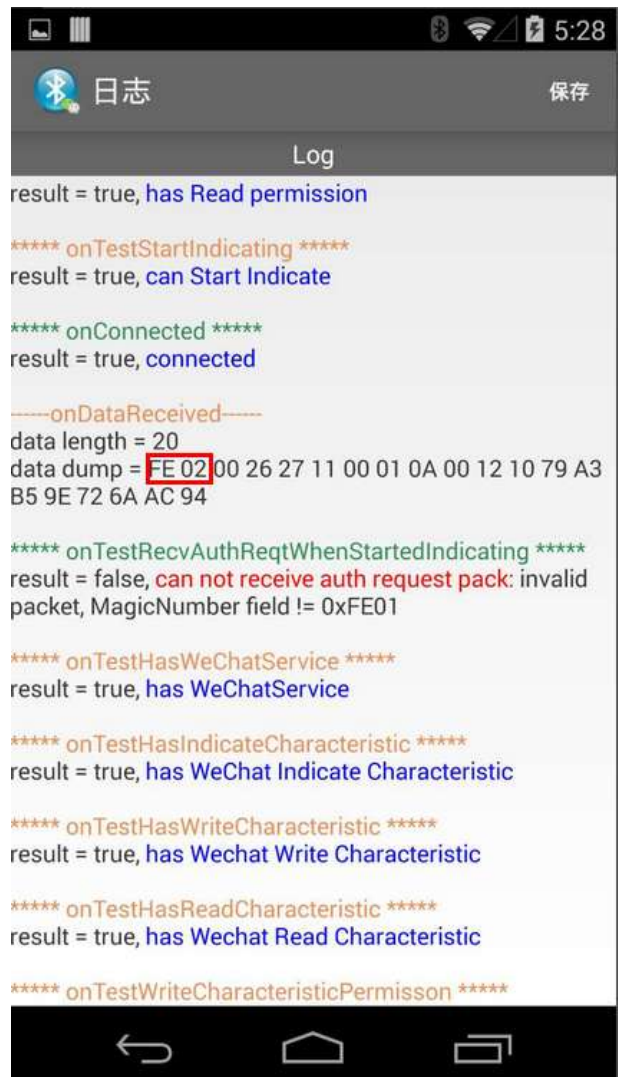 5:28
日志
保存
Log
result = true, has Read permission
***** onTestStartIndicating *****
result = true, can Start Indicate
***** onConnected *****
result = true, connected
------onDataReceived------
data length = 20
data dump = FE 02 00 26 27 11 00 01 0A 00 12 10 79 A3
B5 9E 72 6A AC 94
***** onTestRecvAuthReqtWhenStartedIndicating *****
result = false, can not receive auth request pack: invalid
packet, MagicNumber field != 0xFE01
***** onTestHasWeChatService *****
result = true, has WeChatService
***** onTestHasIndicateCharacteristic *****
result = true, has WeChat Indicate Characteristic
***** onTestHasWriteCharacteristic *****
result = true, has Wechat Write Characteristic
***** onTestHasReadCharacteristic *****
result = true, has Wechat Read Characteristic
***** onTestWriteCharacteristicPermisson *****